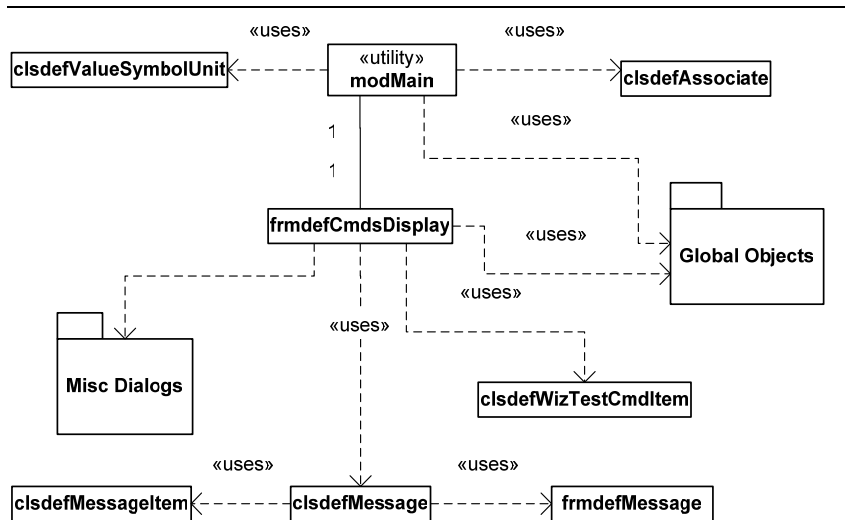 «uses»
«uses»
«utility»
modMain
clsdefValueSymbolUnit
clsdefAssociate
«uses»
1
1
frmdefCmdsDisplay
«uses»
Global Objects
«uses»
«uses»
Misc Dialogs
clsdefWizTestCmdItem
«uses»
«uses»
clsdefMessageItem
clsdefMessage
frmdefMessage